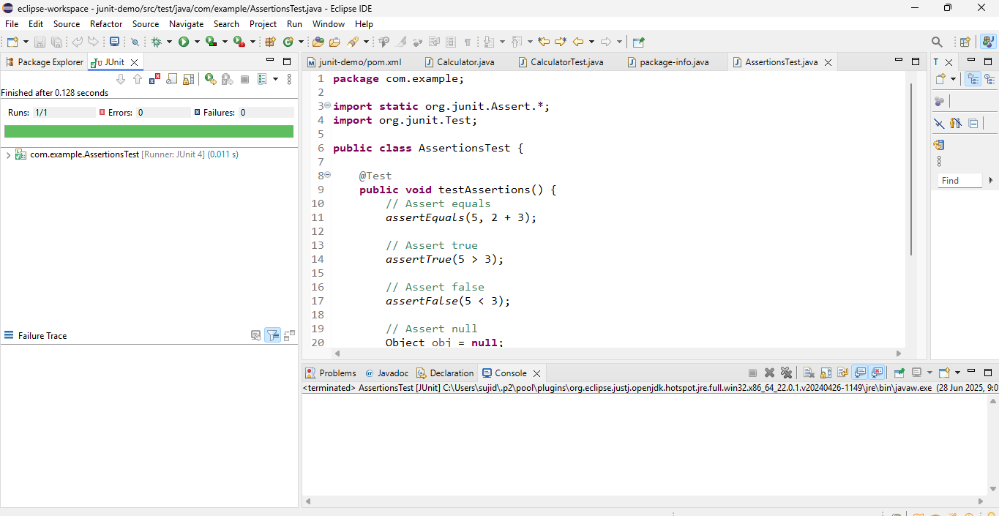 eclipse-workspace - junit-demo/src/test/java/com/example/AssertionsTest.java - Eclipse IDE
File Edit Source Refactor Source Navigate Search Project Run Window Help
Package Explorer JUnit
junit-demo/pom.xml Calculator.java CalculatorTest.java package-info.java AssertionsTest.java
T
Finished after 0.128 seconds
Runs: 1/1 Errors: 0 Failures: 0
com.example.AssertionsTest [Runner: JUnit 4] (0.011 s)
Failure Trace
1 package com.example;
2
3 import static org.junit.Assert.*;
4 import org.junit.Test;
5
6 public class AssertionsTest {
7
8 @Test
9 public void testAssertions() {
10 // Assert equals
11 assertEquals(5, 2 + 3);
12
13 // Assert true
14 assertTrue(5 > 3);
15
16 // Assert false
17 assertFalse(5 < 3);
18
19 // Assert null
20 Object obj = null;
Find
Problems @ Javadoc Declaration Console
<terminated> AssertionsTest [JUnit] C:\Users\sujid\.p2\pool\plugins\org.eclipse.justj.openjdk.hotspot.jre.full.win32.x86_64_22.0.1.v20240426-1149\jre\bin\javaw.exe (28 Jun 2025, 9:0